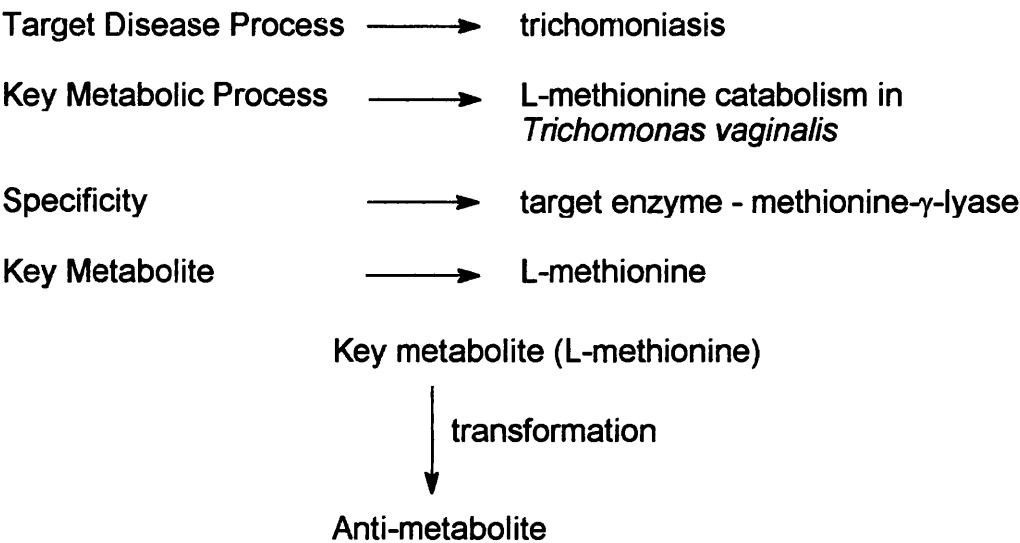 Target Disease Process ⟶ trichomoniasis
Key Metabolic Process ⟶ L-methionine catabolism in
Trichomonas vaginalis
Specificity ⟶ target enzyme - methionine-γ-lyase
Key Metabolite ⟶ L-methionine
Key metabolite (L-methionine)
transformation
Anti-metabolite